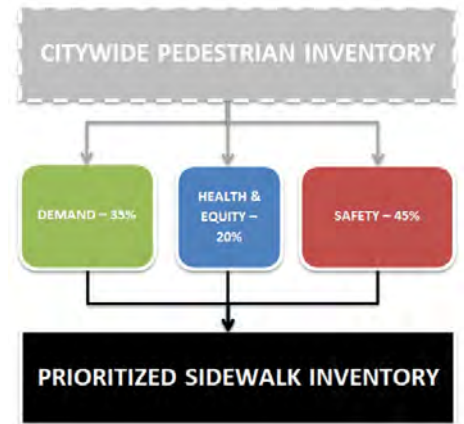 CITYWIDE PEDESTRIAN INVENTORY
DEMAND – 35%
HEALTH &
EQUITY –
20%
SAFETY – 45%
PRIORITIZED SIDEWALK INVENTORY